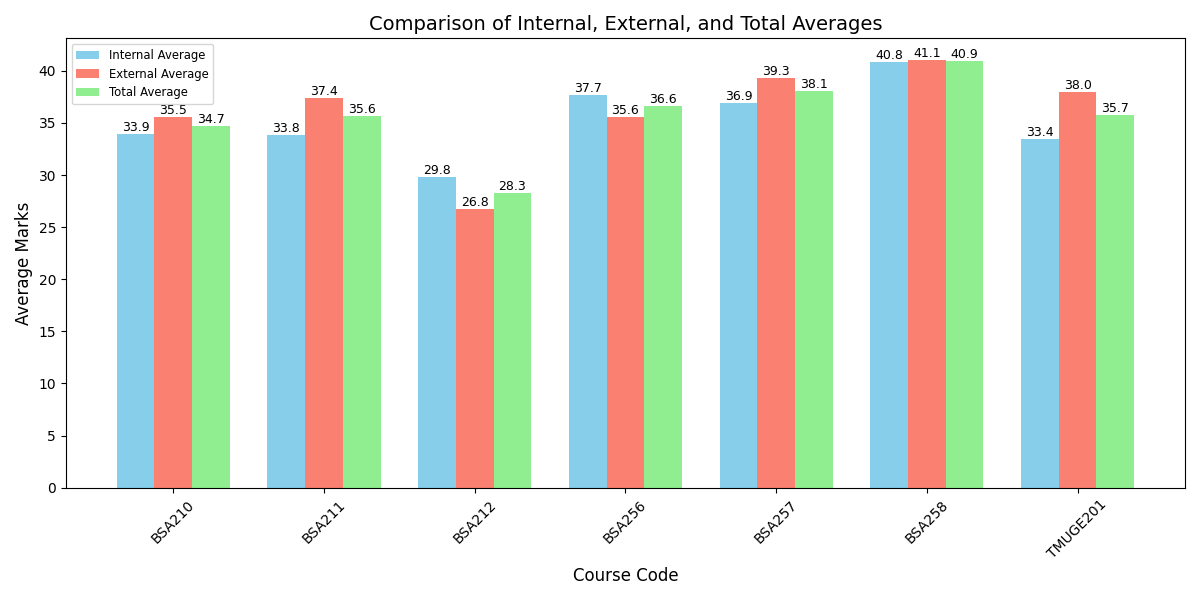 Comparison of Internal, External, and Total Averages
Internal Average
External Average
Total Average
Average Marks
40
35
30
25
20
15
10
5
0
33.9 35.5 34.7
33.8 37.4 35.6
29.8 26.8 28.3
37.7 35.6 36.6
36.9 39.3 38.1
40.8 41.1 40.9
33.4 38.0 35.7
BSA210 BSA211 BSA212 BSA256 BSA257 BSA258 TMUGE201
Course Code